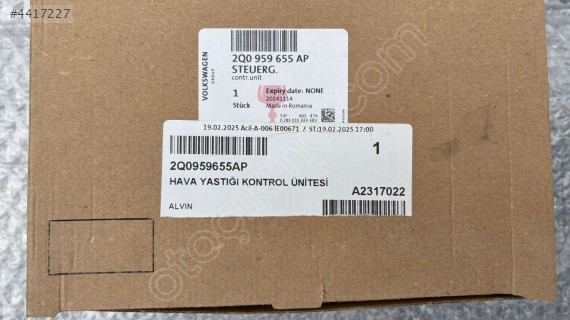 #4417227
VOLKSWAGEN
GROUP
2Q0 959 655 AP
STEUERG.
contr.unit
1 Expiry date: NONE
20241114
Stück Made in Romania
19.02.2025 Acil-A-006 IE00671 / ST:19.02.2025 17:00
2Q0959655AP 1
HAVA YASTIĞI KONTROL ÜNİTESİ
A2317022
ALVIN